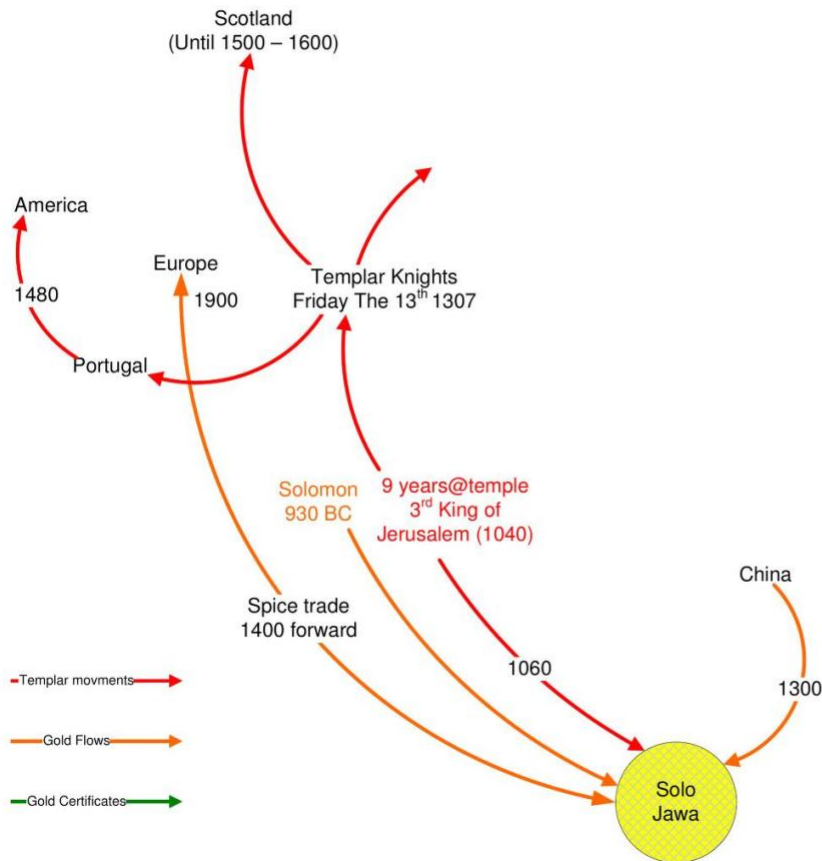 Scotland
(Until 1500 – 1600)
America
Europe
1480
1900
Templar Knights
Friday The 13th 1307
Portugal
Solomon
930 BC
9 years@temple
3rd King of
Jerusalem (1040)
China
Spice trade
1400 forward
1060
1300
Templar movments
Gold Flows
Gold Certificates
Solo
Jawa